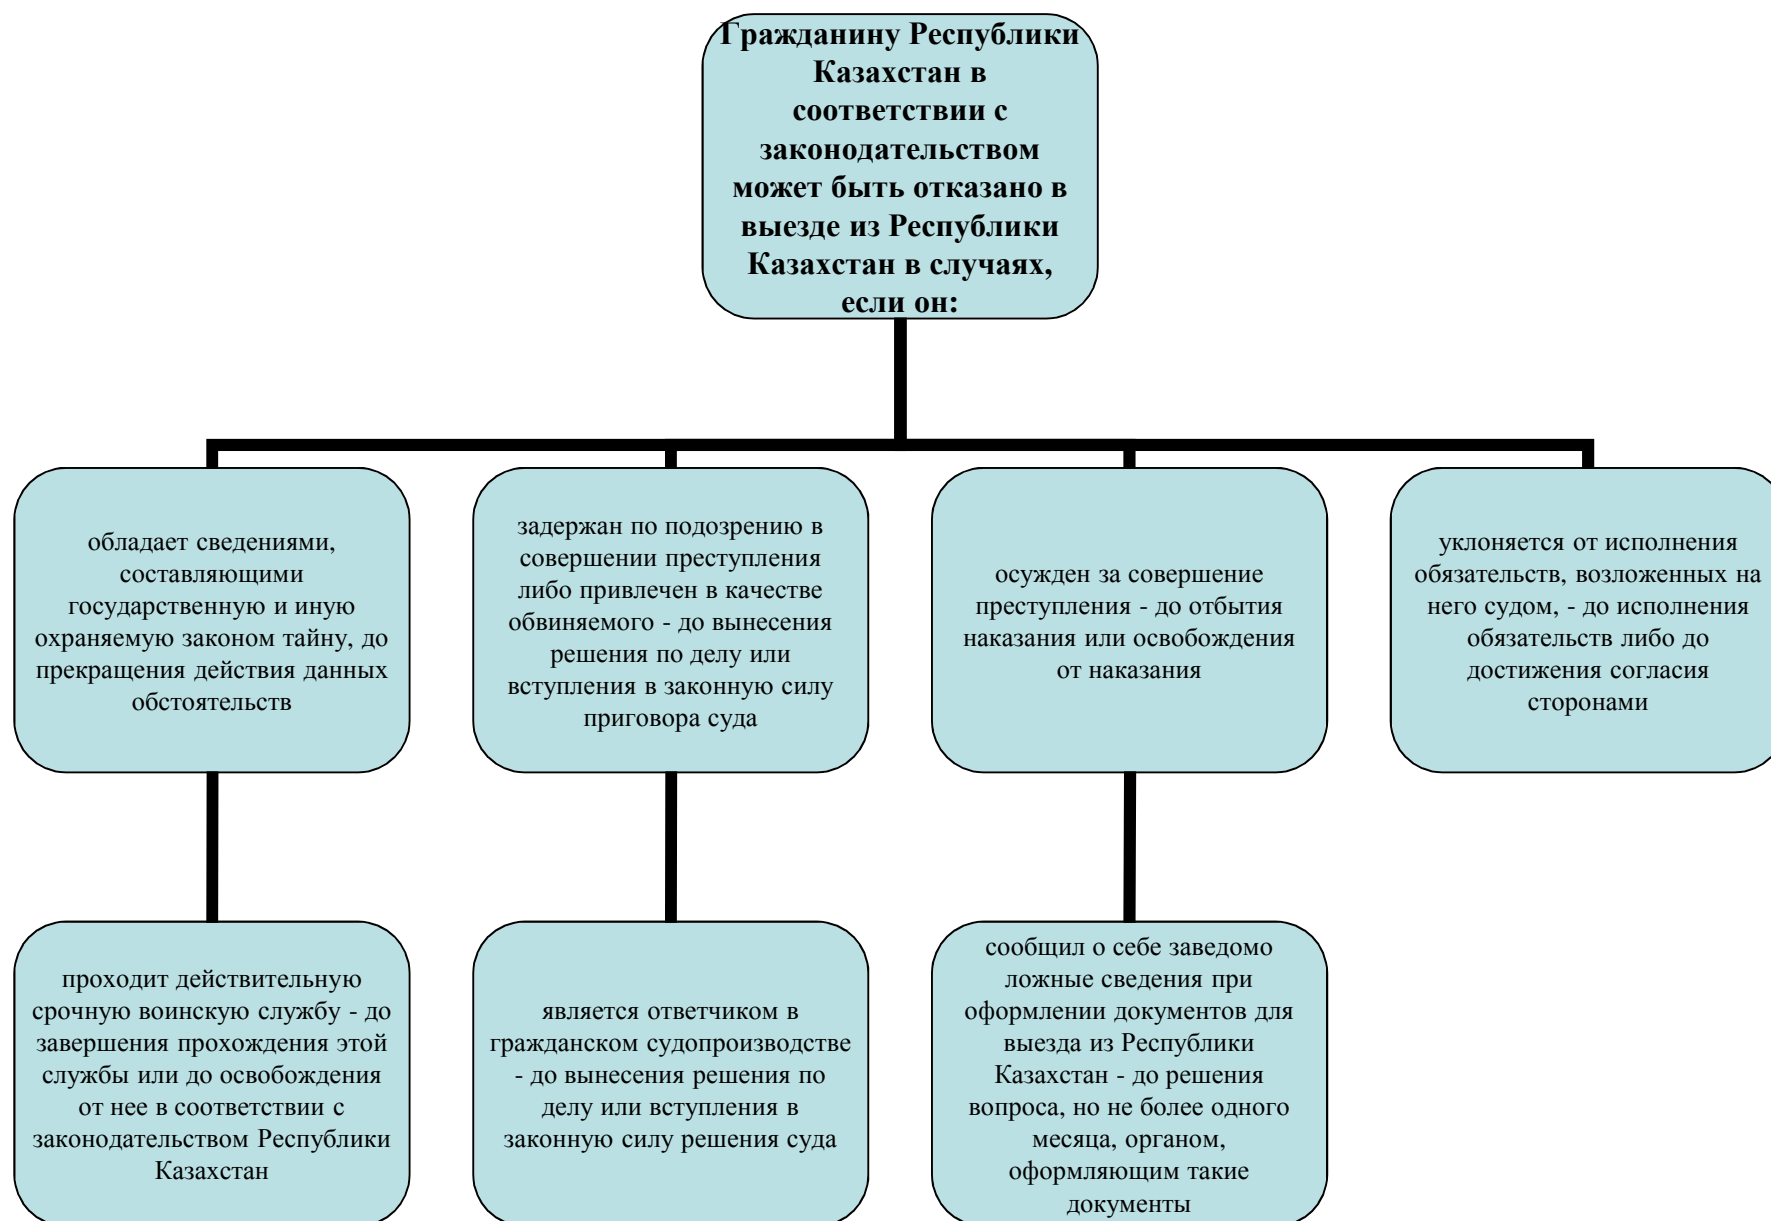 Гражданину Республики
Казахстан в
соответствии с
законодательством
может быть отказано в
выезде из Республики
Казахстан в случаях,
если он:
обладает сведениями,
составляющими
государственную и иную
охраняемую законом тайну, до
прекращения действия данных
обстоятельств
задержан по подозрению в
совершении преступления
либо привлечен в качестве
обвиняемого - до вынесения
решения по делу или
вступления в законную силу
приговора суда
осужден за совершение
преступления - до отбытия
наказания или освобождения
от наказания
уклоняется от исполнения
обязательств, возложенных на
него судом, - до исполнения
обязательств либо до
достижения согласия
сторонами
проходит действительную
срочную воинскую службу - до
завершения прохождения этой
службы или до освобождения
от нее в соответствии с
законодательством Республики
Казахстан
является ответчиком в
гражданском судопроизводстве
- до вынесения решения по
делу или вступления в
законную силу решения суда
сообщил о себе заведомо
ложные сведения при
оформлении документов для
выезда из Республики
Казахстан - до решения
вопроса, но не более одного
месяца, органом,
оформляющим такие
документы